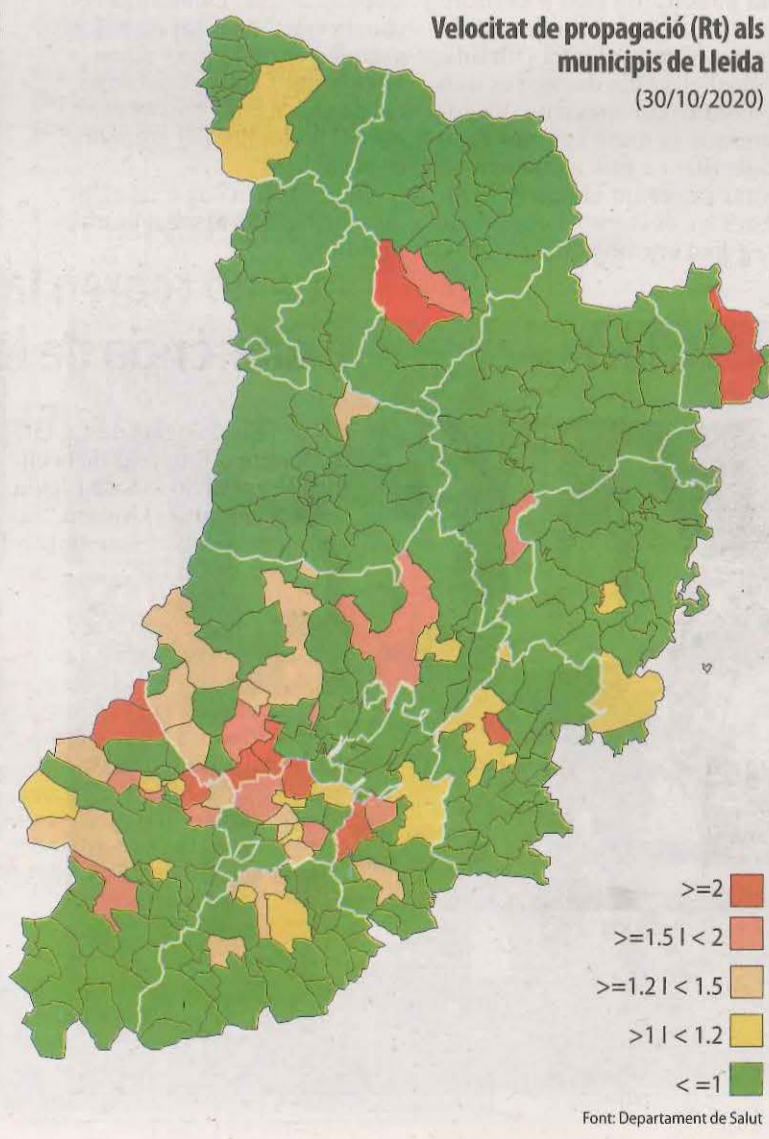 Velocitat de propagació (Rt) als
municipis de Lleida
(30/10/2020)
>=2
>=1.5 I < 2
>=1.2 I < 1.5
>1 I < 1.2
< =1
Font: Departament de Salut